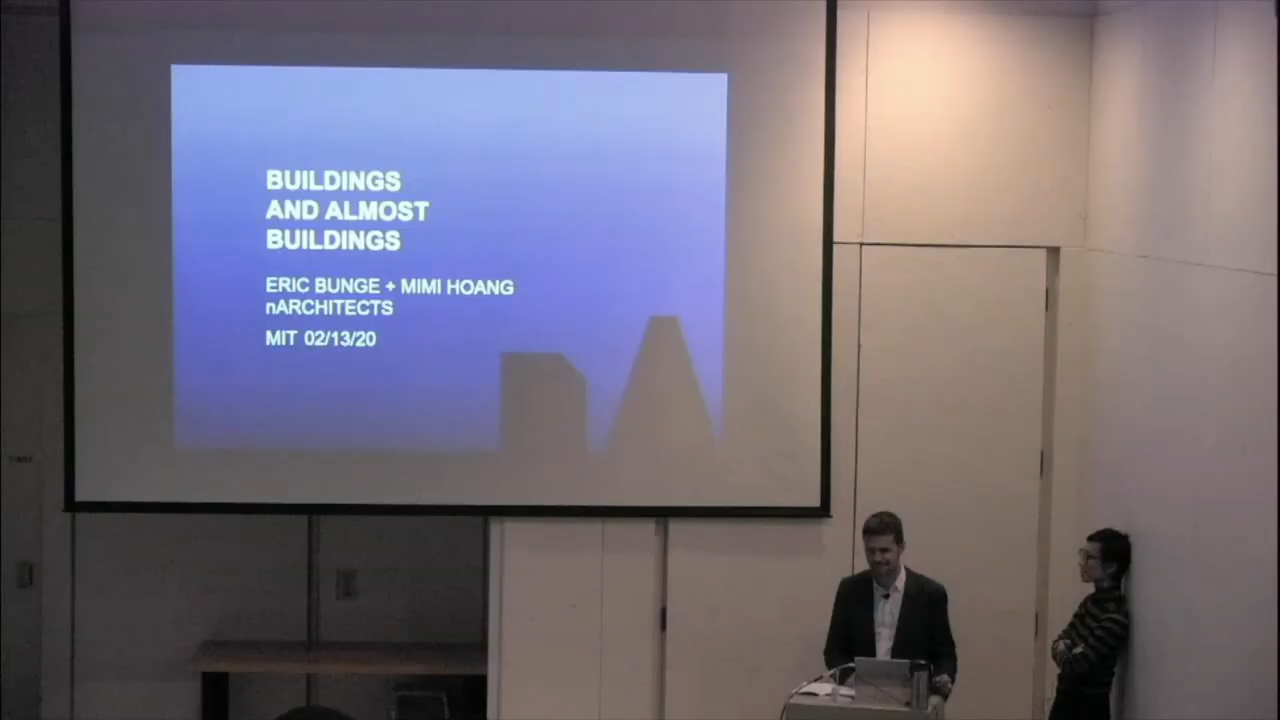 BUILDINGS
AND ALMOST
BUILDINGS
ERIC BUNGE + MIMI HOANG
nARCHITECTS
MIT 02/13/20